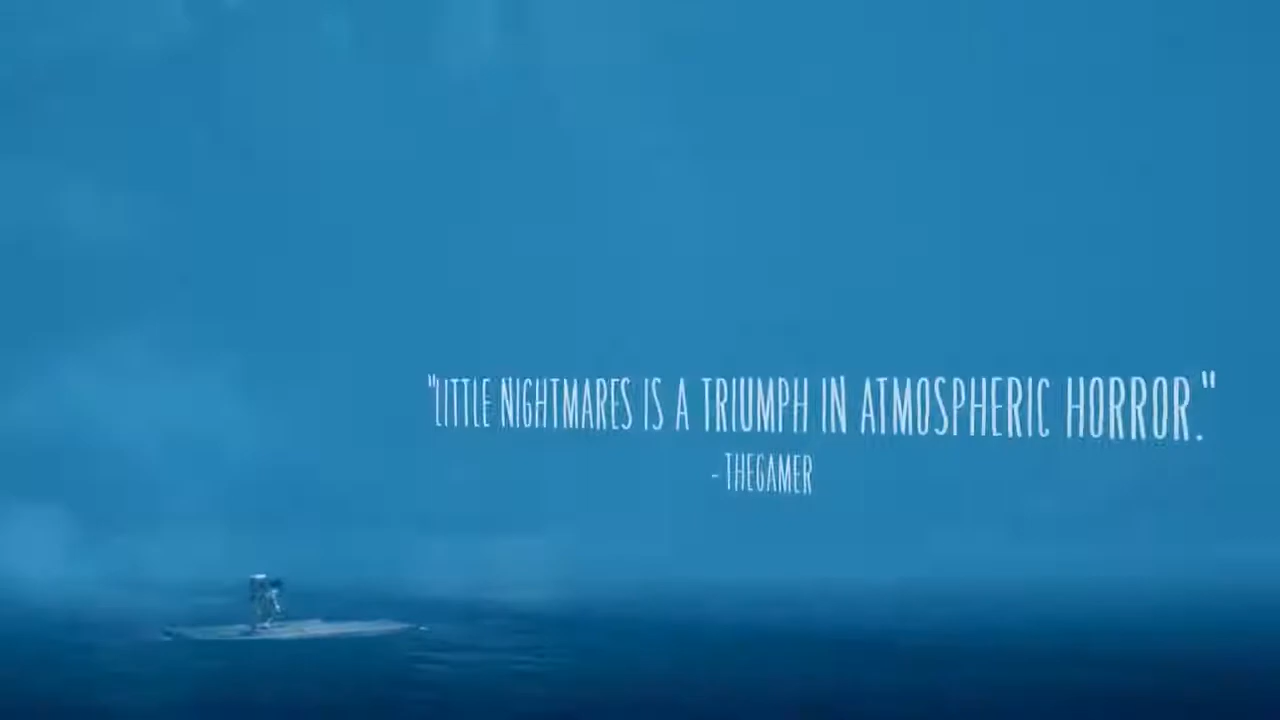 "LITTLE NIGHTMARES IS A TRIUMPH IN ATMOSPHERIC HORROR."
- THEGAMER